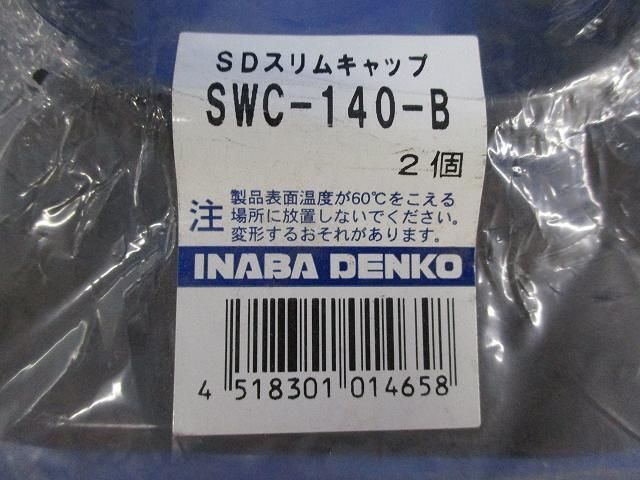 SDスリムキャップ
SWC-140-B
2個
注 製品表面温度が60℃をこえる
場所に放置しないでください。
変形するおそれがあります。
INABA DENKO
4 518301 014658